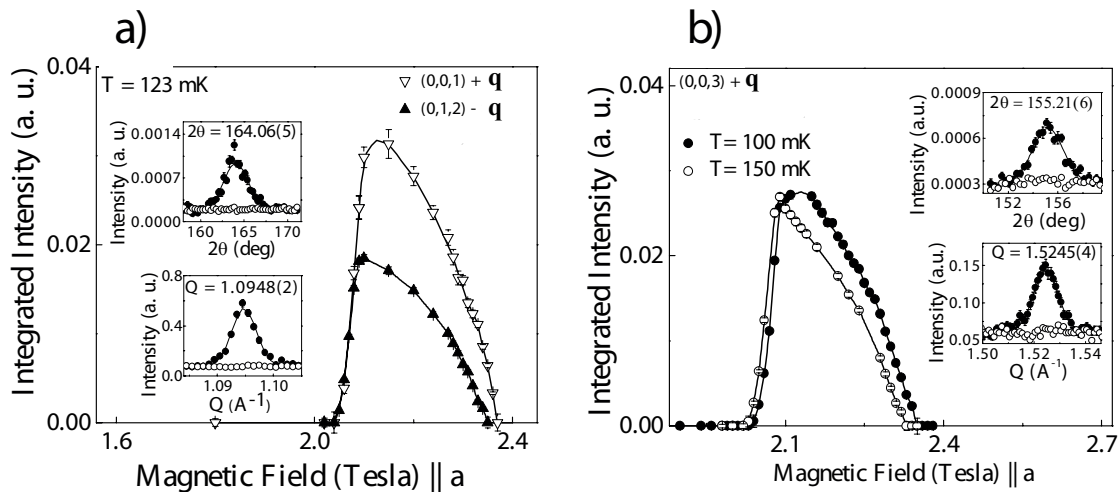 a)
T = 123 mK
(0,0,1) + q
(0,1,2) - q
Integrated Intensity (a. u.)
0.04
0.02
0.00
1.6
2.0
2.4
Magnetic Field (Tesla) || a
2θ = 164.06(5)
Intensity (a. u.)
0.0014
0.0007
0.0000
160
165
170
2θ (deg)
Q = 1.0948(2)
Intensity (a. u.)
0.8
0.4
0.0
1.09
1.10
Q (A⁻¹)
b)
(0,0,3) + q
T = 100 mK
T = 150 mK
Integrated Intensity (a. u.)
0.04
0.02
0.00
2.1
2.4
2.7
Magnetic Field (Tesla) || a
2θ = 155.21(6)
Intensity (a. u.)
0.0009
0.0006
0.0003
152
156
2θ (deg)
Q = 1.5245(4)
Intensity (a.u.)
0.15
0.10
0.05
1.50
1.52
1.54
Q (A⁻¹)